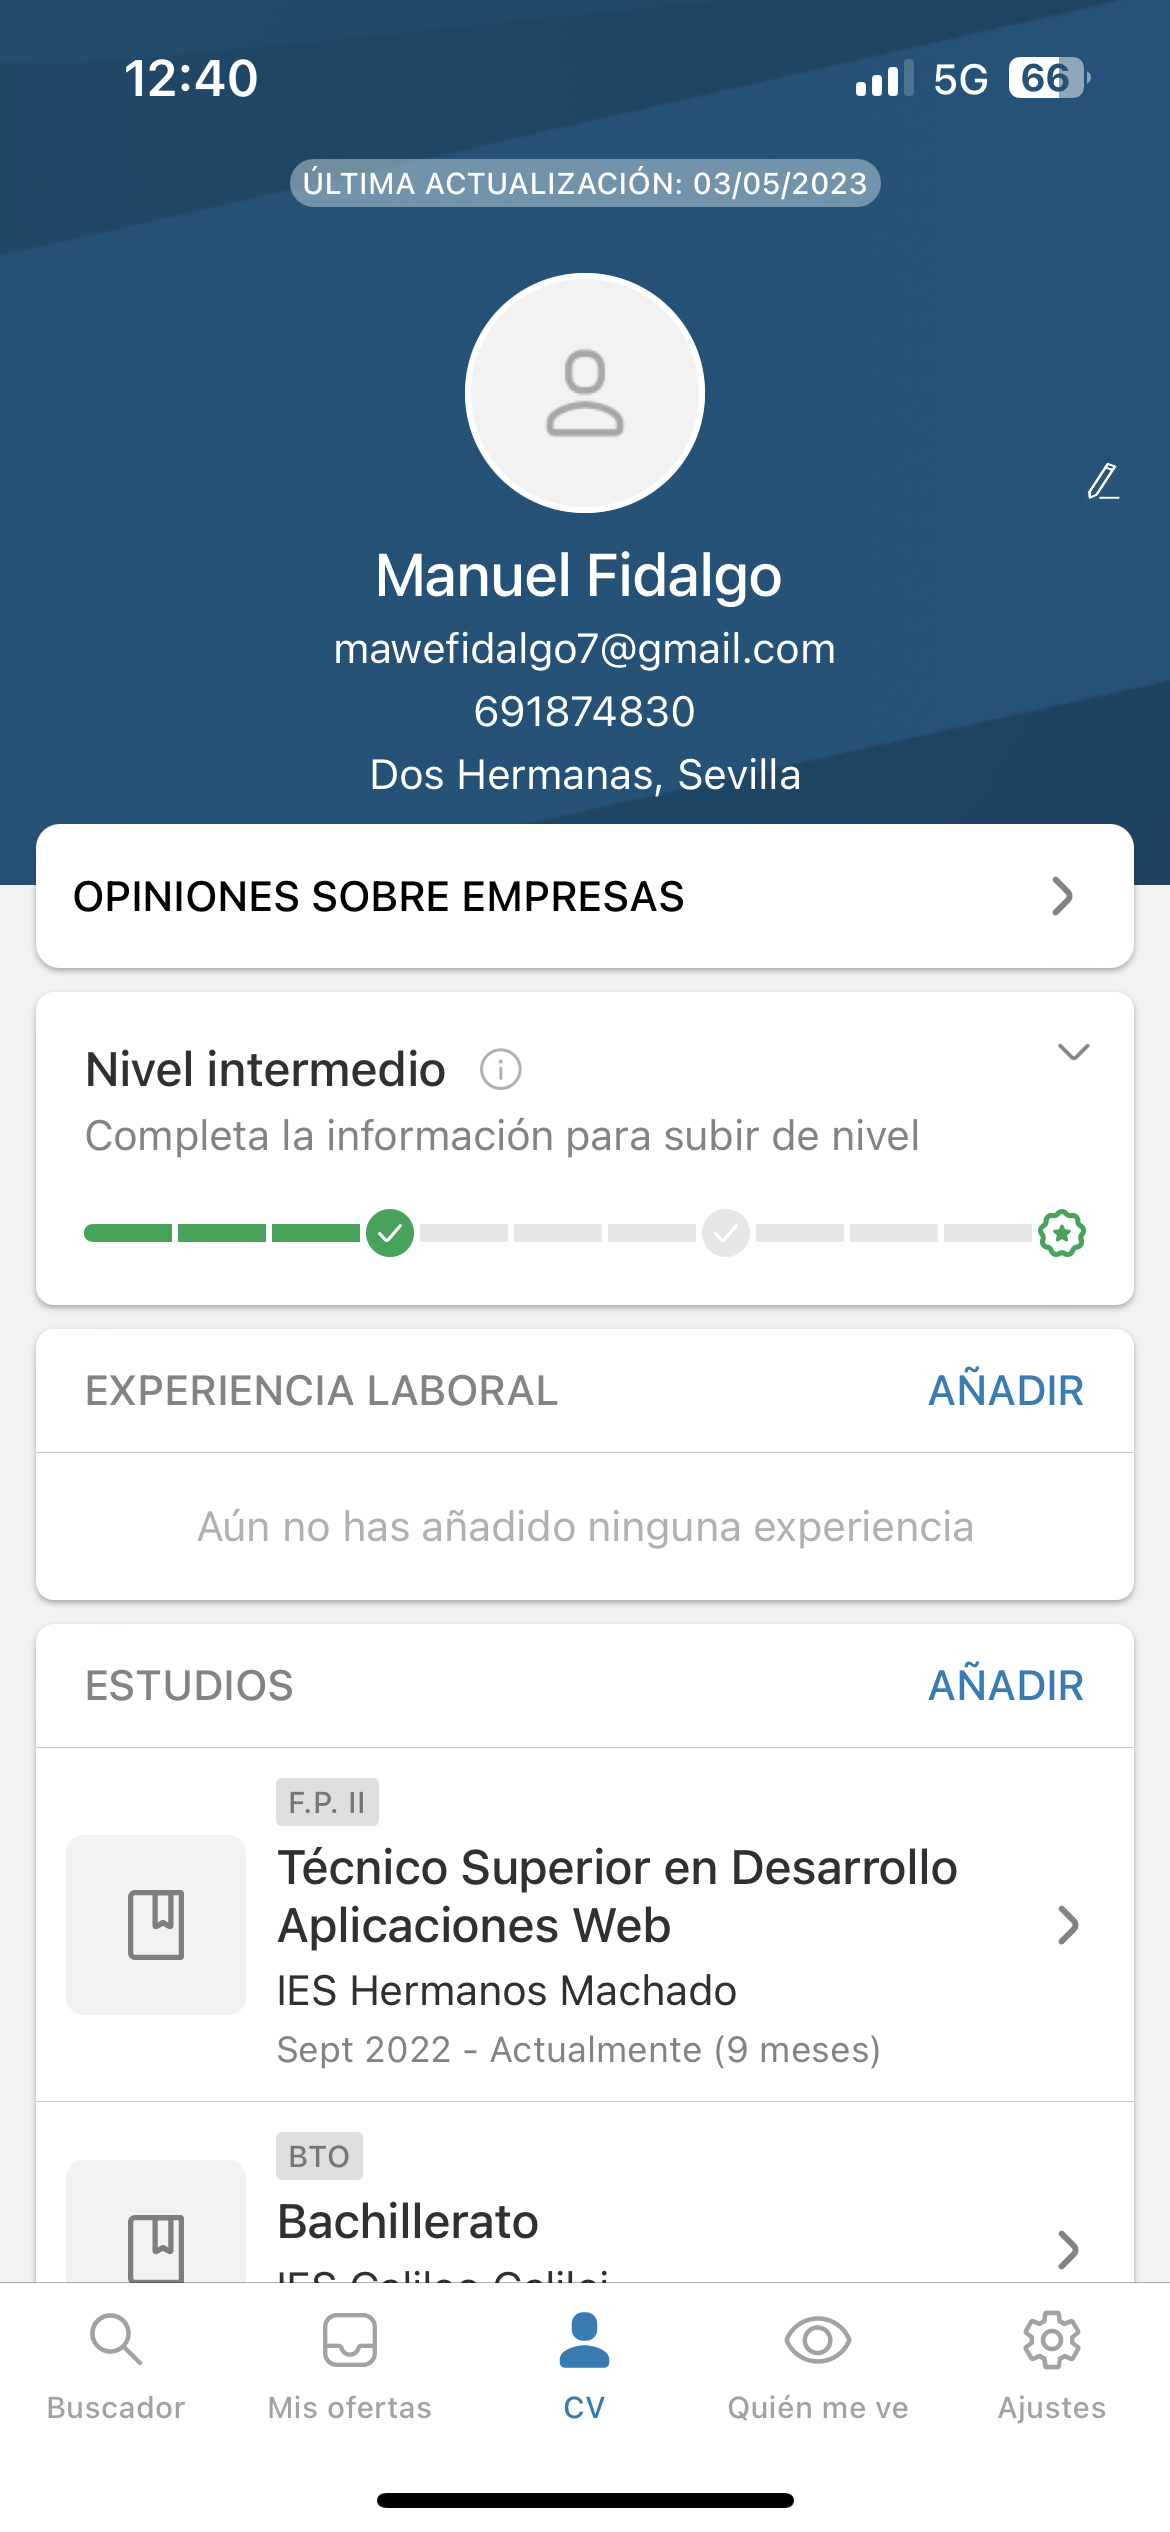 12:40
5G 66
ÚLTIMA ACTUALIZACIÓN: 03/05/2023
Manuel Fidalgo
mawefidalgo7@gmail.com
691874830
Dos Hermanas, Sevilla
OPINIONES SOBRE EMPRESAS
Nivel intermedio
Completa la información para subir de nivel
EXPERIENCIA LABORAL AÑADIR
Aún no has añadido ninguna experiencia
ESTUDIOS AÑADIR
F.P. II
Técnico Superior en Desarrollo
Aplicaciones Web
IES Hermanos Machado
Sept 2022 - Actualmente (9 meses)
BTO
Bachillerato
IES Galileo Galilei
Buscador Mis ofertas CV Quién me ve Ajustes